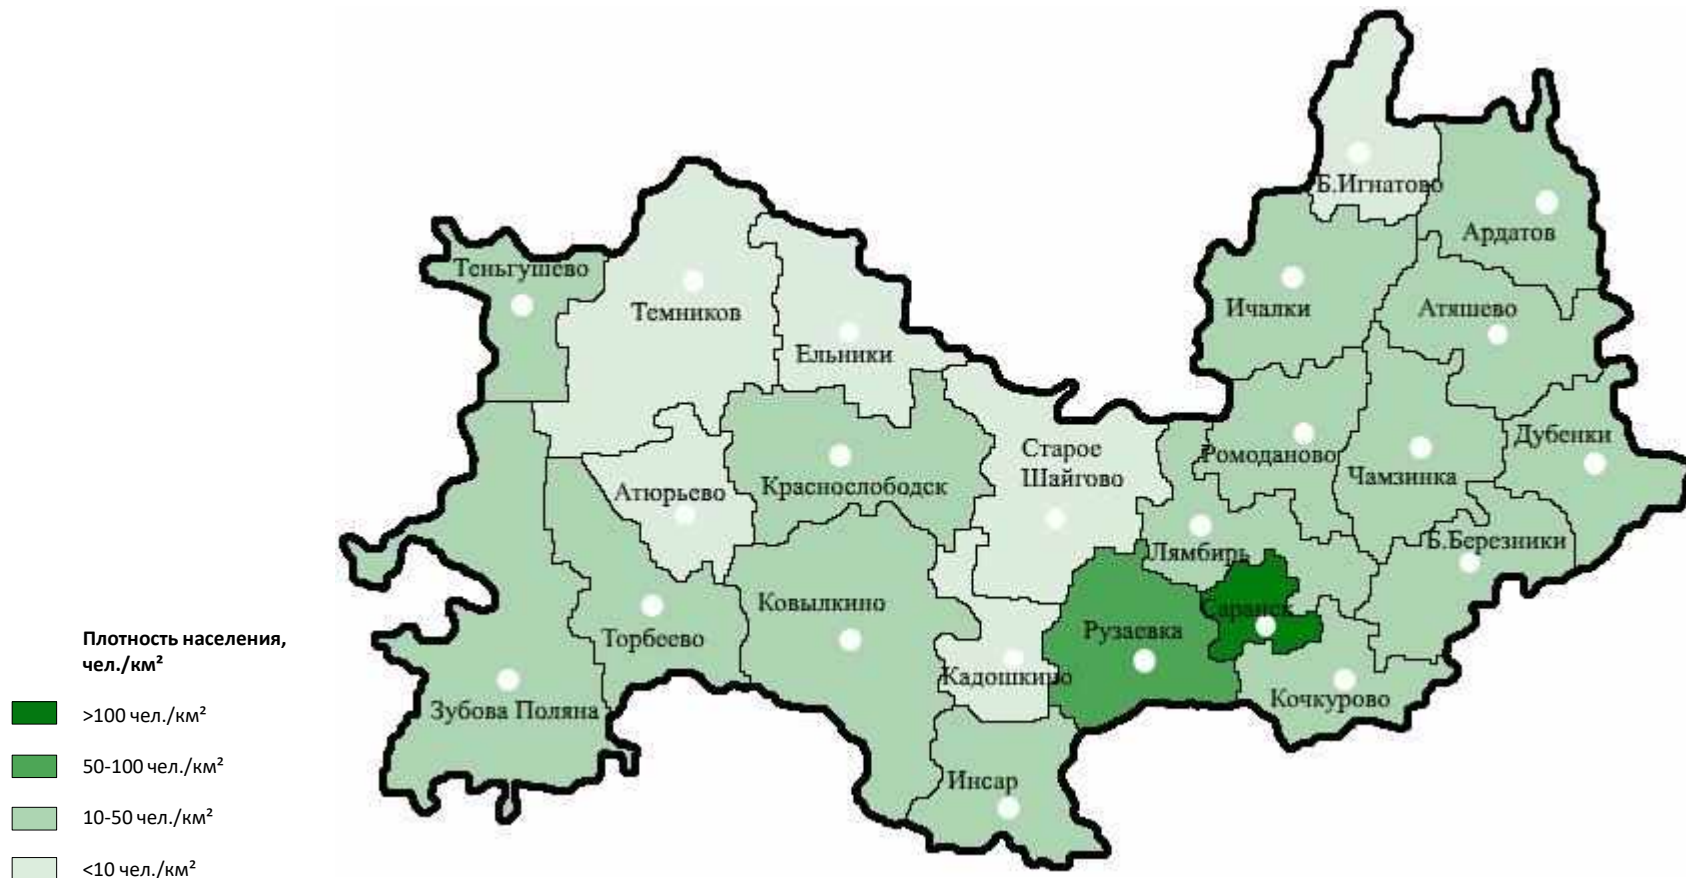 Б.Игнатово
Ардатов
Теньгушево
Темников
Ичалки
Атяшево
Ельники
Старое
Шайгово
Ромоданово
Чамзинка
Дубенки
Атюрьево
Краснослободск
Лямбирь
Б.Березники
Ковылкино
Саранск
Торбеево
Рузаевка
Кадошкино
Кочкурово
Зубова Поляна
Инсар
Плотность населения,
чел./км²
>100 чел./км²
50-100 чел./км²
10-50 чел./км²
<10 чел./км²